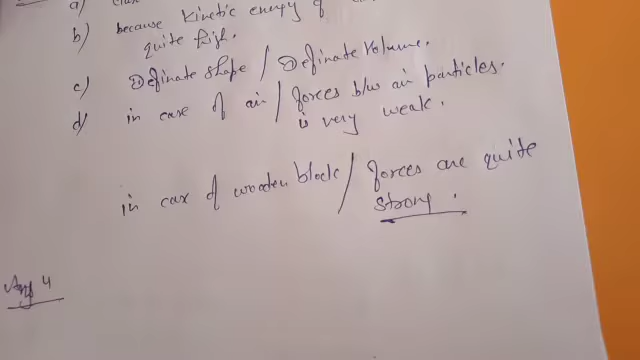 a)
b) because kinetic energy of
quite high.
c) Definate shape / Definate Volume.
d) in case of air / forces b/w air particles.
is very weak.
in case of wooden block / forces are quite
strong.
Ans 4